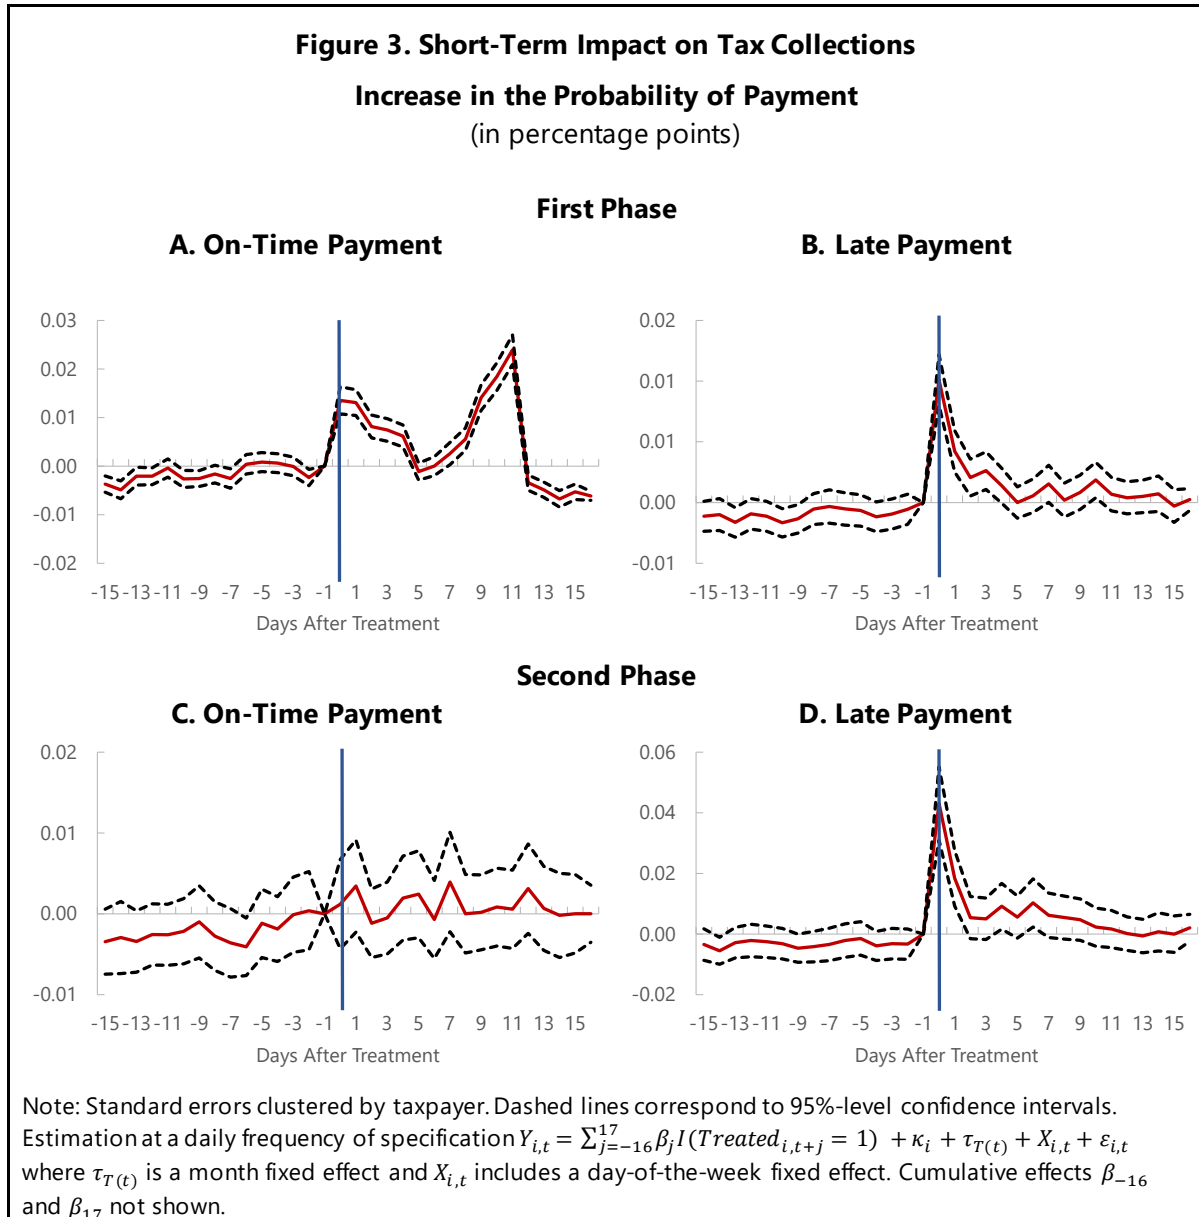 Figure 3. Short-Term Impact on Tax Collections
Increase in the Probability of Payment
(in percentage points)
First Phase
A. On-Time Payment
0.03
0.02
0.01
0.00
-0.01
-0.02
-15 -13 -11 -9 -7 -5 -3 -1 1 3 5 7 9 11 13 15
Days After Treatment
B. Late Payment
0.02
0.01
0.01
0.00
-0.01
-15 -13 -11 -9 -7 -5 -3 -1 1 3 5 7 9 11 13 15
Days After Treatment
Second Phase
C. On-Time Payment
0.02
0.01
0.00
-0.01
-15 -13 -11 -9 -7 -5 -3 -1 1 3 5 7 9 11 13 15
Days After Treatment
D. Late Payment
0.06
0.04
0.02
0.00
-0.02
-15 -13 -11 -9 -7 -5 -3 -1 1 3 5 7 9 11 13 15
Days After Treatment
Note: Standard errors clustered by taxpayer. Dashed lines correspond to 95%-level confidence intervals.
Estimation at a daily frequency of specification Y_{i,t} = ∑_{j=-16}^{17} β_j I(Treated_{i,t+j} = 1) + κ_i + τ_{T(t)} + X_{i,t} + ε_{i,t}
where τ_{T(t)} is a month fixed effect and X_{i,t} includes a day-of-the-week fixed effect. Cumulative effects β_{-16}
and β_{17} not shown.